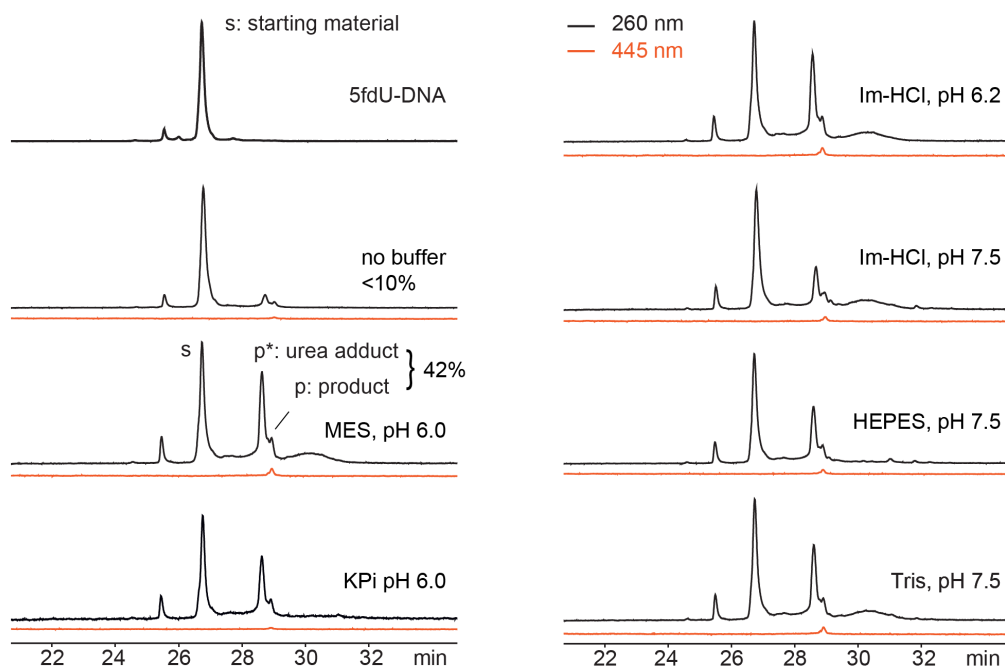 s: starting material
5fdU-DNA
no buffer
<10%
s
p*: urea adduct
} 42%
p: product
MES, pH 6.0
KPi pH 6.0
22 24 26 28 30 32 min
260 nm
445 nm
Im-HCl, pH 6.2
Im-HCl, pH 7.5
HEPES, pH 7.5
Tris, pH 7.5
22 24 26 28 30 32 min